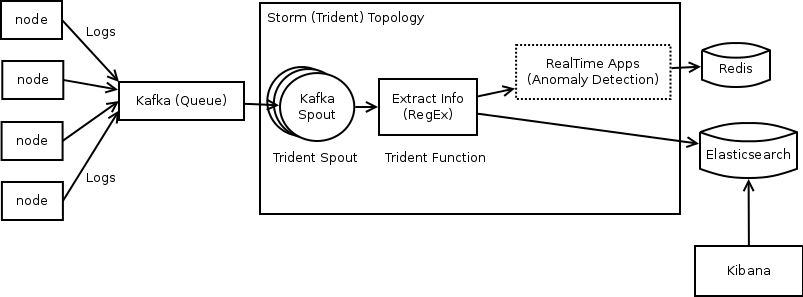 node
Logs
node
node
Logs
node
Kafka (Queue)
Storm (Trident) Topology
Kafka
Spout
Trident Spout
Extract Info
(RegEx)
Trident Function
RealTime Apps
(Anomaly Detection)
Redis
Elasticsearch
Kibana